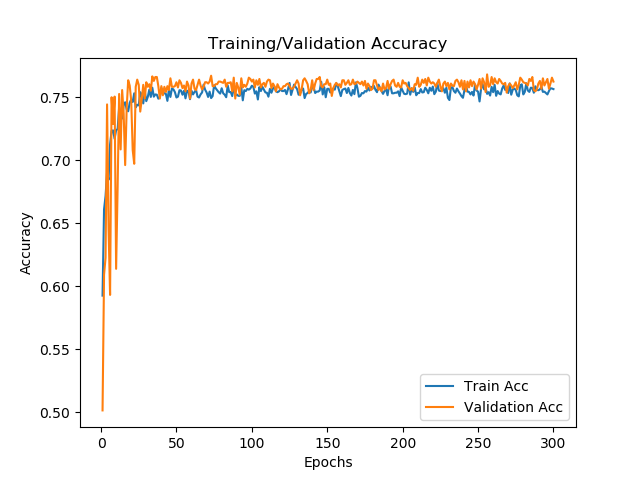 Training/Validation Accuracy
Accuracy
0.75
0.70
0.65
0.60
0.55
0.50
0 50 100 150 200 250 300
Epochs
Train Acc
Validation Acc